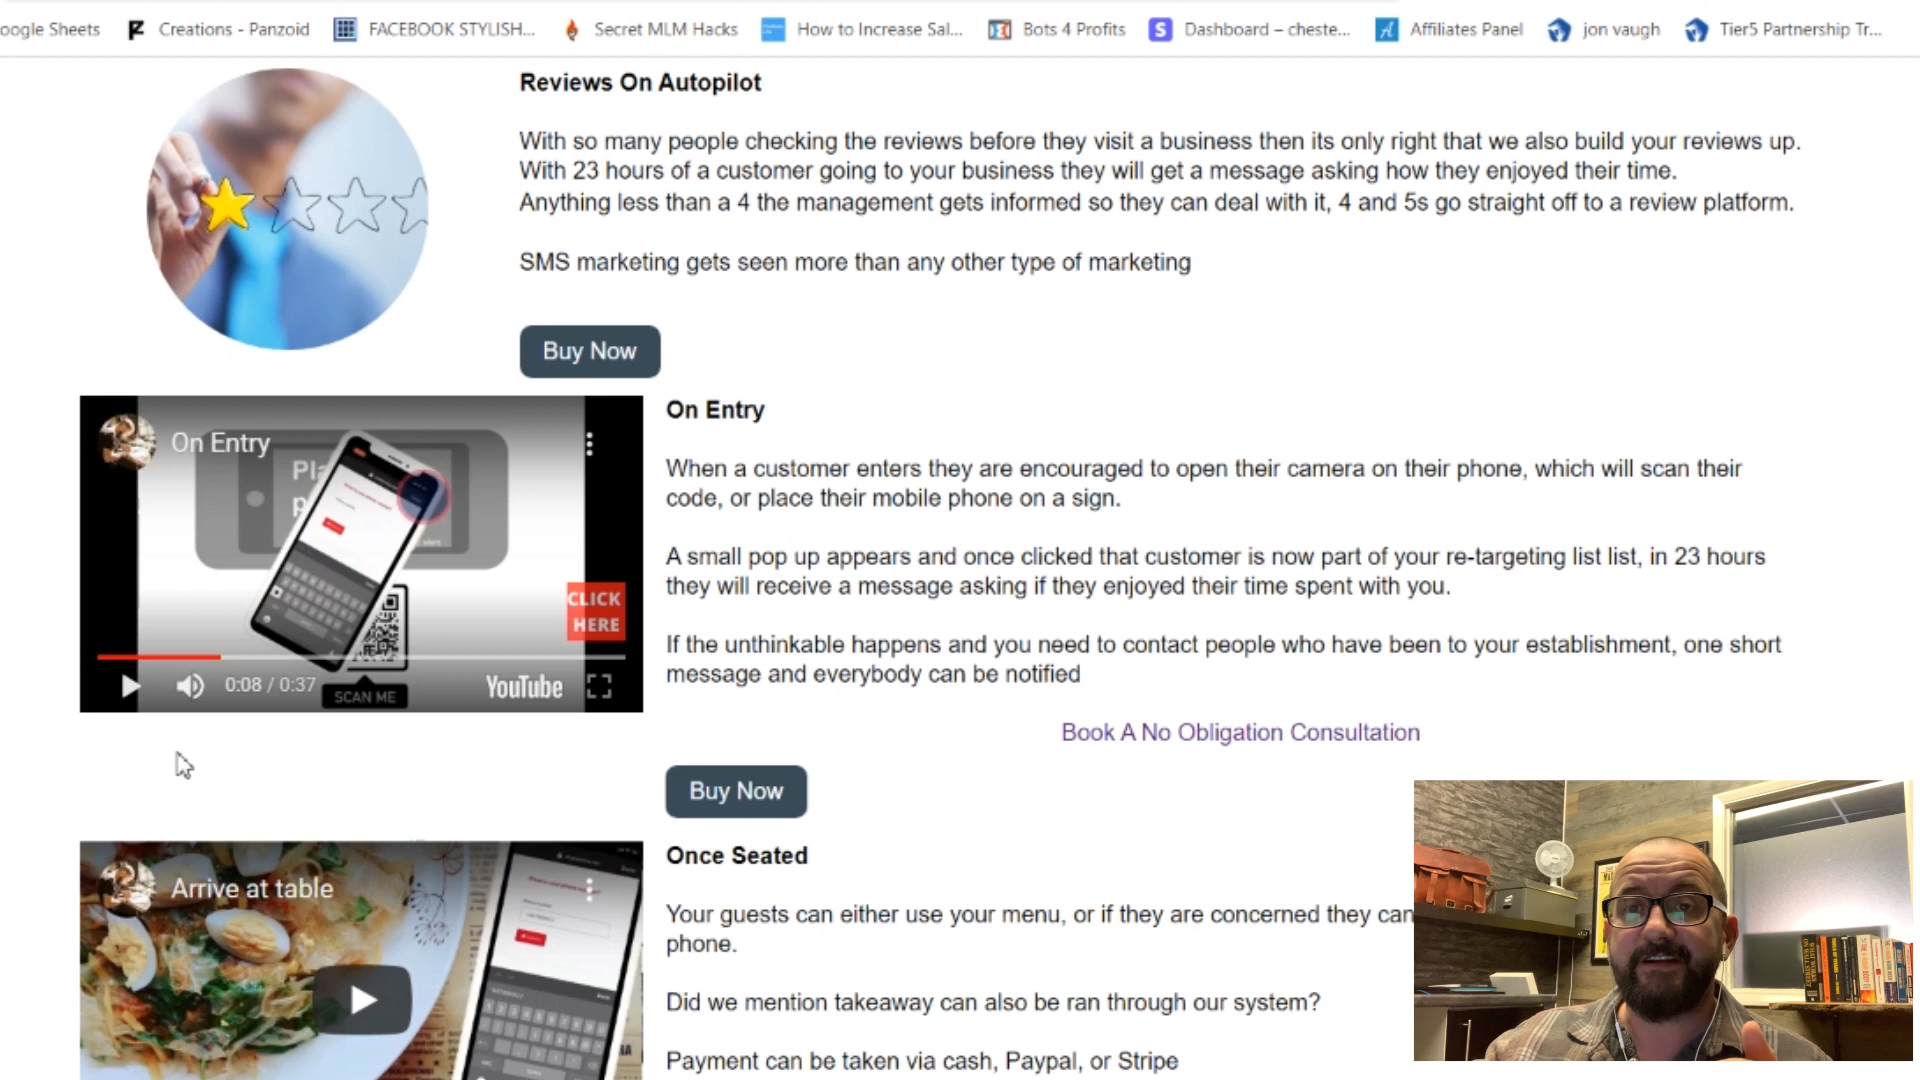 oogle Sheets
Creations - Panzoid
FACEBOOK STYLISH...
Secret MLM Hacks
How to Increase Sal...
Bots 4 Profits
Dashboard – cheste...
Affiliates Panel
jon vaugh
Tier5 Partnership Tr...
Reviews On Autopilot
With so many people checking the reviews before they visit a business then its only right that we also build your reviews up.
With 23 hours of a customer going to your business they will get a message asking how they enjoyed their time.
Anything less than a 4 the management gets informed so they can deal with it, 4 and 5s go straight off to a review platform.
SMS marketing gets seen more than any other type of marketing
Buy Now
On Entry
Pla
p
CLICK
HERE
0:08 / 0:37
SCAN ME
YouTube
On Entry
When a customer enters they are encouraged to open their camera on their phone, which will scan their
code, or place their mobile phone on a sign.
A small pop up appears and once clicked that customer is now part of your re-targeting list list, in 23 hours
they will receive a message asking if they enjoyed their time spent with you.
If the unthinkable happens and you need to contact people who have been to your establishment, one short
message and everybody can be notified
Book A No Obligation Consultation
Buy Now
Arrive at table
Once Seated
Your guests can either use your menu, or if they are concerned they can
phone.
Did we mention takeaway can also be ran through our system?
Payment can be taken via cash, Paypal, or Stripe